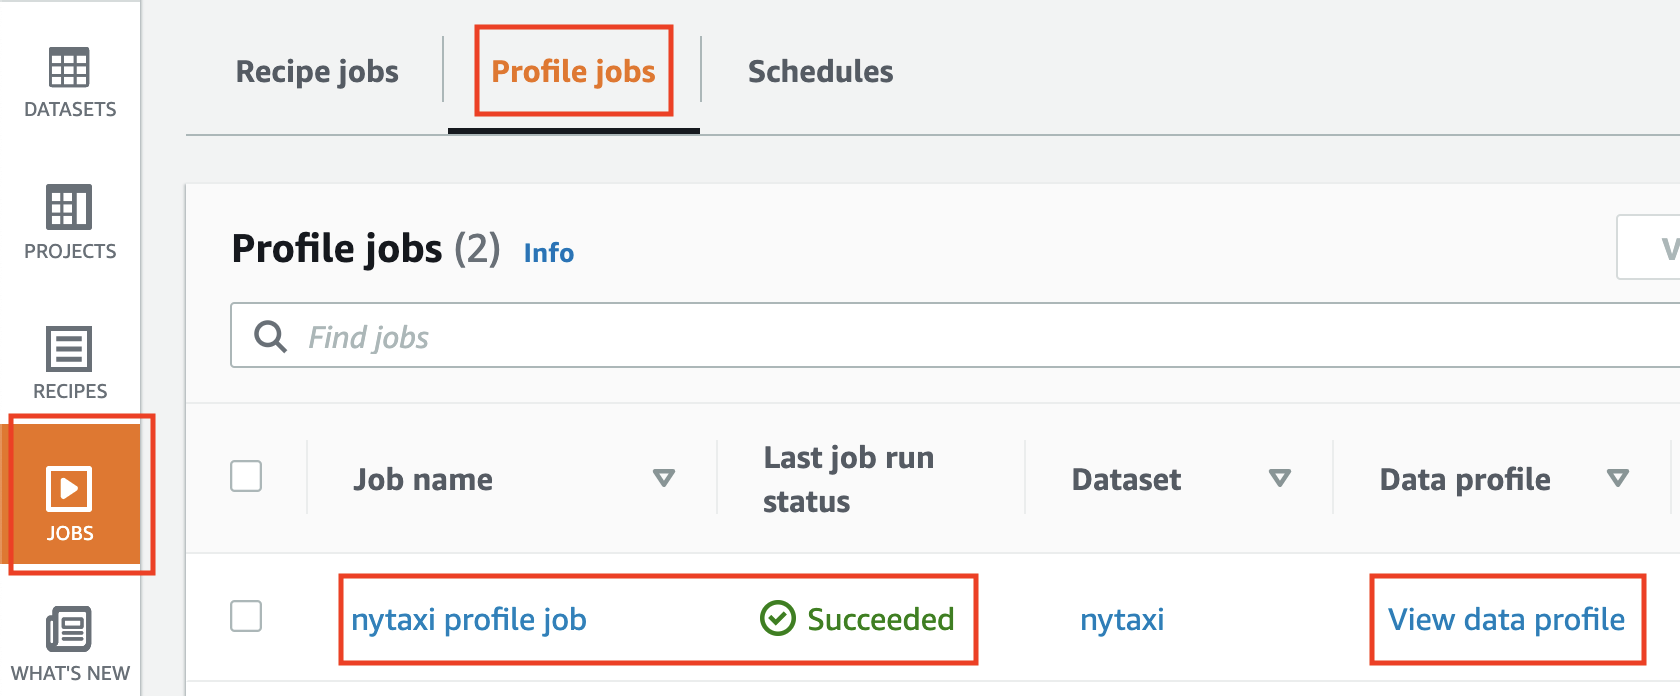 DATASETS
PROJECTS
RECIPES
JOBS
WHAT'S NEW
Recipe jobs
Profile jobs
Schedules
Profile jobs (2) Info
Find jobs
Job name
Last job run
status
Dataset
Data profile
nytaxi profile job
Succeeded
nytaxi
View data profile